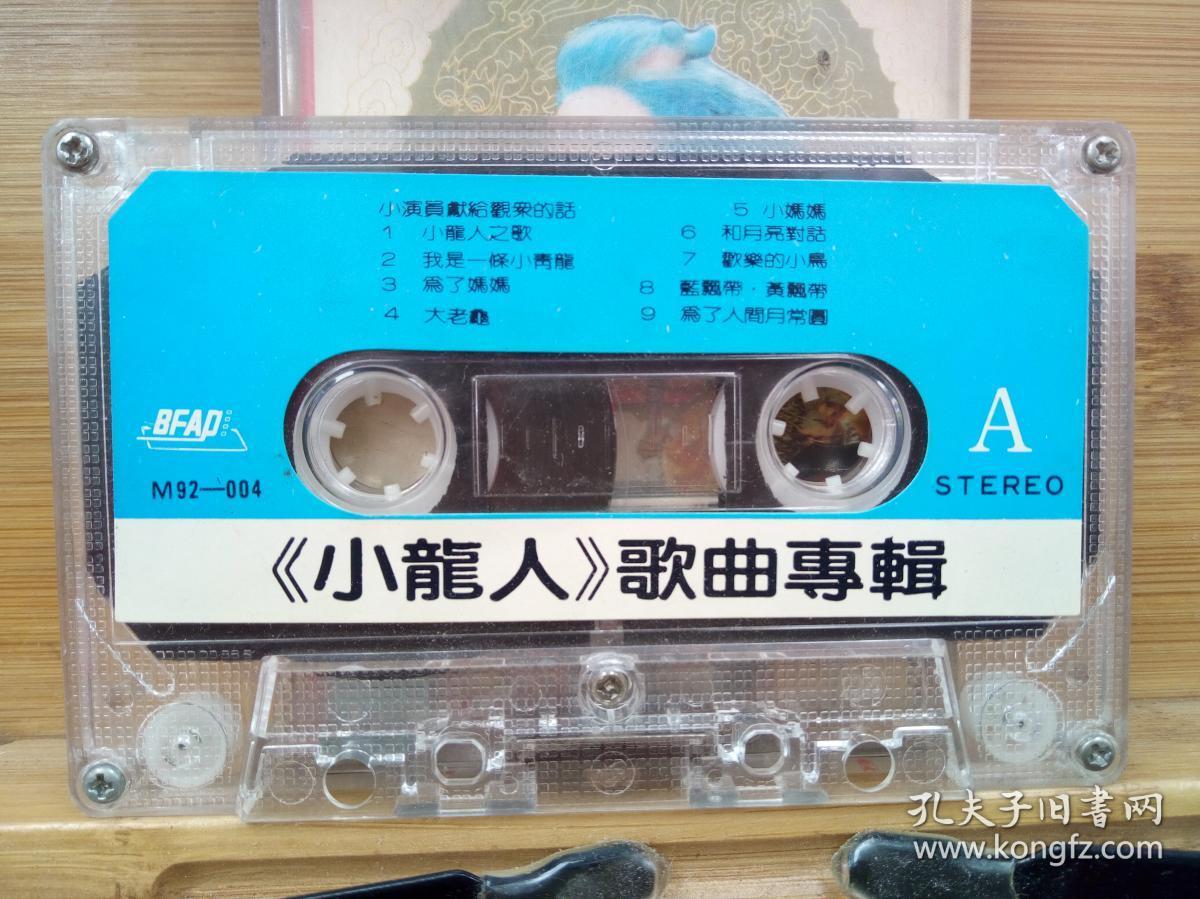 小演員獻給觀眾的話
1 小龍人之歌
2 我是一條小青龍
3 爲了媽媽
4 大老龜
5 小媽媽
6 和月亮對話
7 歡樂的小鳥
8 藍飄帶·黃飄帶
9 爲了人間月常圓
BFAP
M92—004
A
STEREO
《小龍人》歌曲專輯
孔夫子旧书网
www.kongfz.com